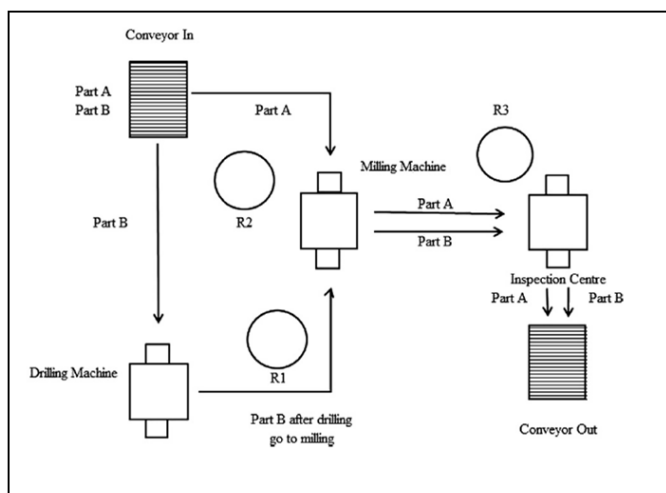 Conveyor In
Part A
Part B
Part A
R3
Milling Machine
R2
Part A
Part B
Part B
Inspection Centre
Part A
Part B
Drilling Machine
R1
Part B after drilling
go to milling
Conveyor Out